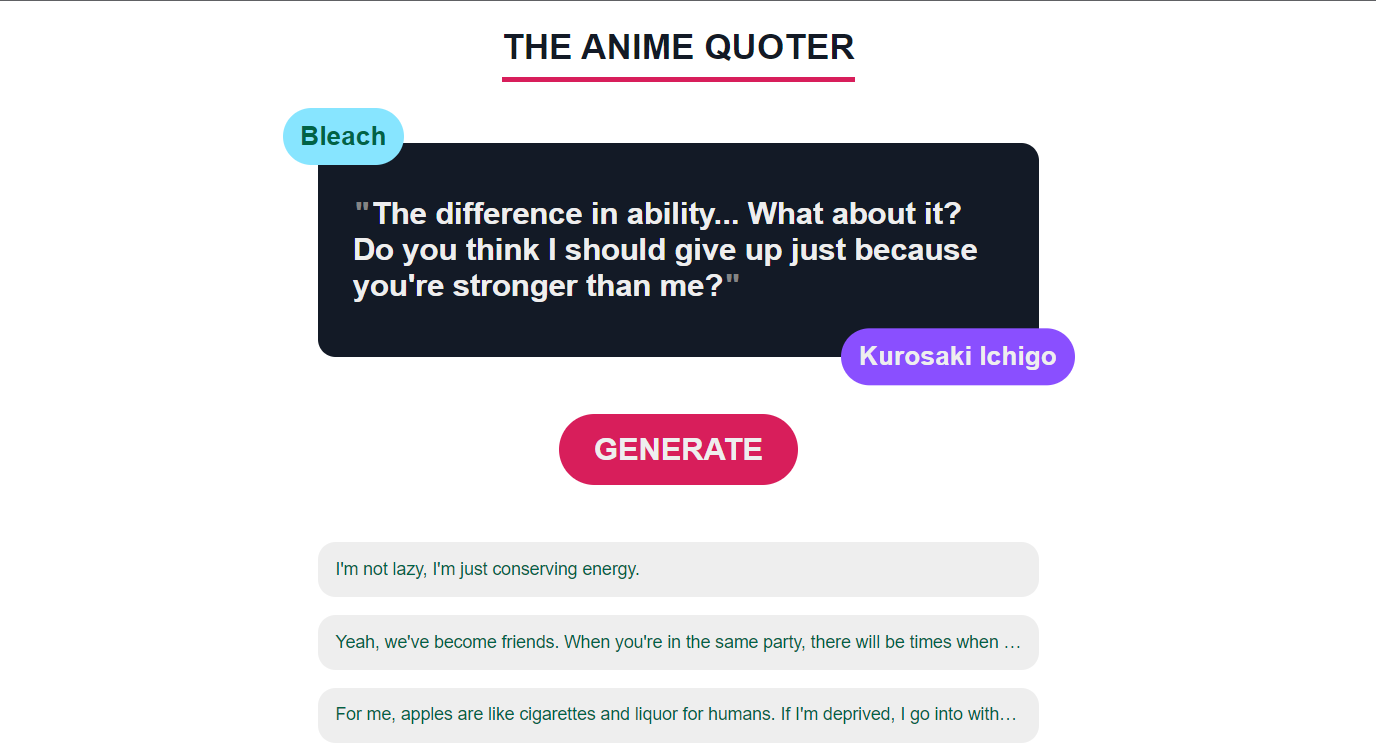 THE ANIME QUOTER
Bleach
"The difference in ability... What about it?
Do you think I should give up just because
you're stronger than me?"
Kurosaki Ichigo
GENERATE
I'm not lazy, I'm just conserving energy.
Yeah, we've become friends. When you're in the same party, there will be times when …
For me, apples are like cigarettes and liquor for humans. If I'm deprived, I go into with…